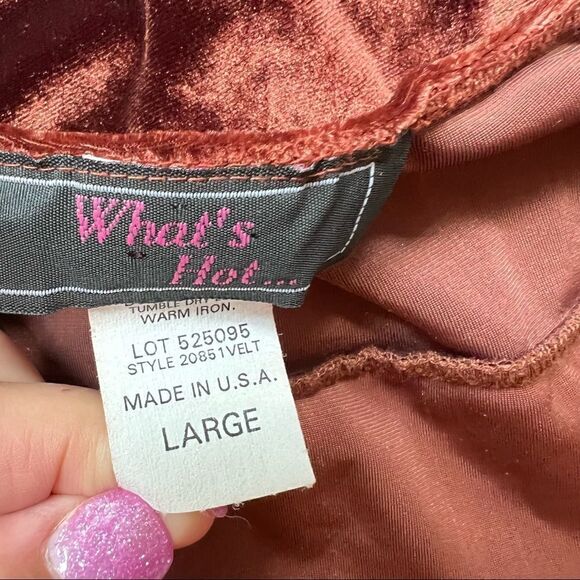 What's
Hot...
TUMBLE DRY
WARM IRON.
LOT 525095
STYLE 20851VELT
MADE IN U.S.A.
LARGE